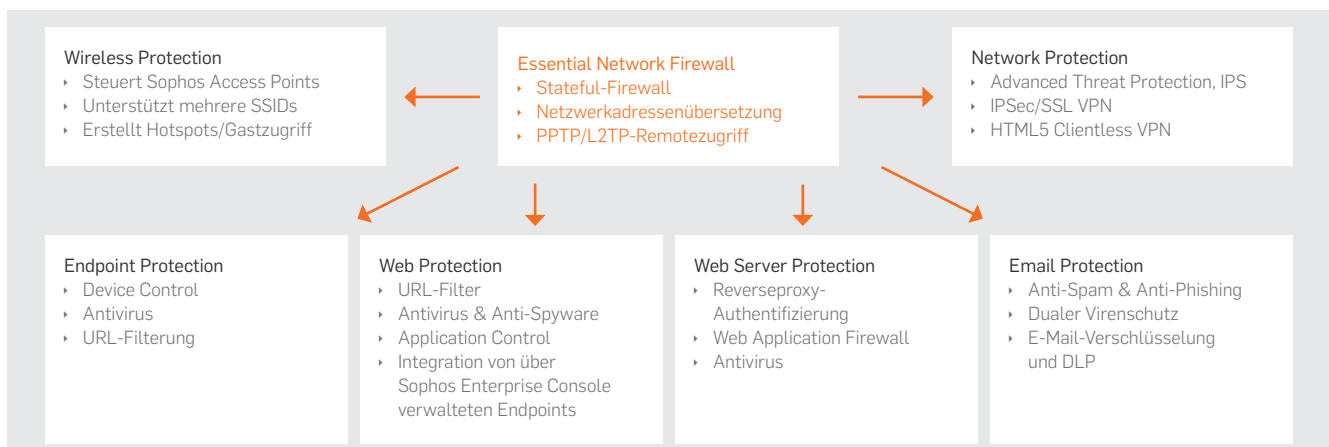 Wireless Protection
‣ Steuert Sophos Access Points
‣ Unterstützt mehrere SSIDs
‣ Erstellt Hotspots/Gastzugriff
Essential Network Firewall
‣ Stateful-Firewall
‣ Netzwerkadressenübersetzung
‣ PPTP/L2TP-Remotezugriff
Network Protection
‣ Advanced Threat Protection, IPS
‣ IPSec/SSL VPN
‣ HTML5 Clientless VPN
Endpoint Protection
‣ Device Control
‣ Antivirus
‣ URL-Filterung
Web Protection
‣ URL-Filter
‣ Antivirus & Anti-Spyware
‣ Application Control
‣ Integration von über
Sophos Enterprise Console
verwalteten Endpoints
Web Server Protection
‣ Reverseproxy-
Authentifizierung
‣ Web Application Firewall
‣ Antivirus
Email Protection
‣ Anti-Spam & Anti-Phishing
‣ Dualer Virenschutz
‣ E-Mail-Verschlüsselung
und DLP